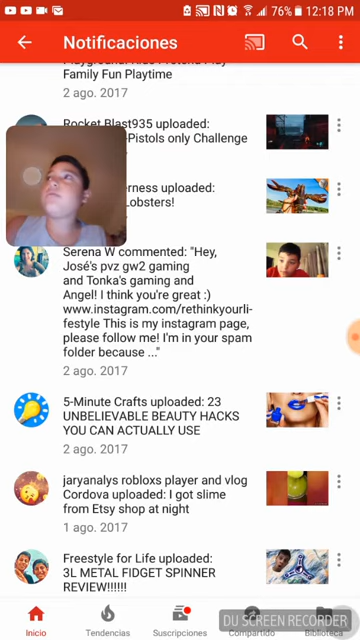 76% 12:18 PM
Notificaciones
Family Fun Playtime
2 ago. 2017
Rocket Blast935 uploaded:
-Pistols only Challenge
erness uploaded:
Lobsters!
Serena W commented: "Hey,
José's pvz gw2 gaming
and Tonka's gaming and
Angel! I think you're great :)
www.instagram.com/rethinkyourli-
festyle This is my instagram page,
please follow me! I'm in your spam
folder because ..."
2 ago. 2017
5-Minute Crafts uploaded: 23
UNBELIEVABLE BEAUTY HACKS
YOU CAN ACTUALLY USE
2 ago. 2017
jaryanalys robloxs player and vlog
Cordova uploaded: I got slime
from Etsy shop at night
1 ago. 2017
Freestyle for Life uploaded:
3L METAL FIDGET SPINNER
REVIEW!!!!!!
DU SCREEN RECORDER
Inicio Tendencias Suscripciones Compartido Biblioteca